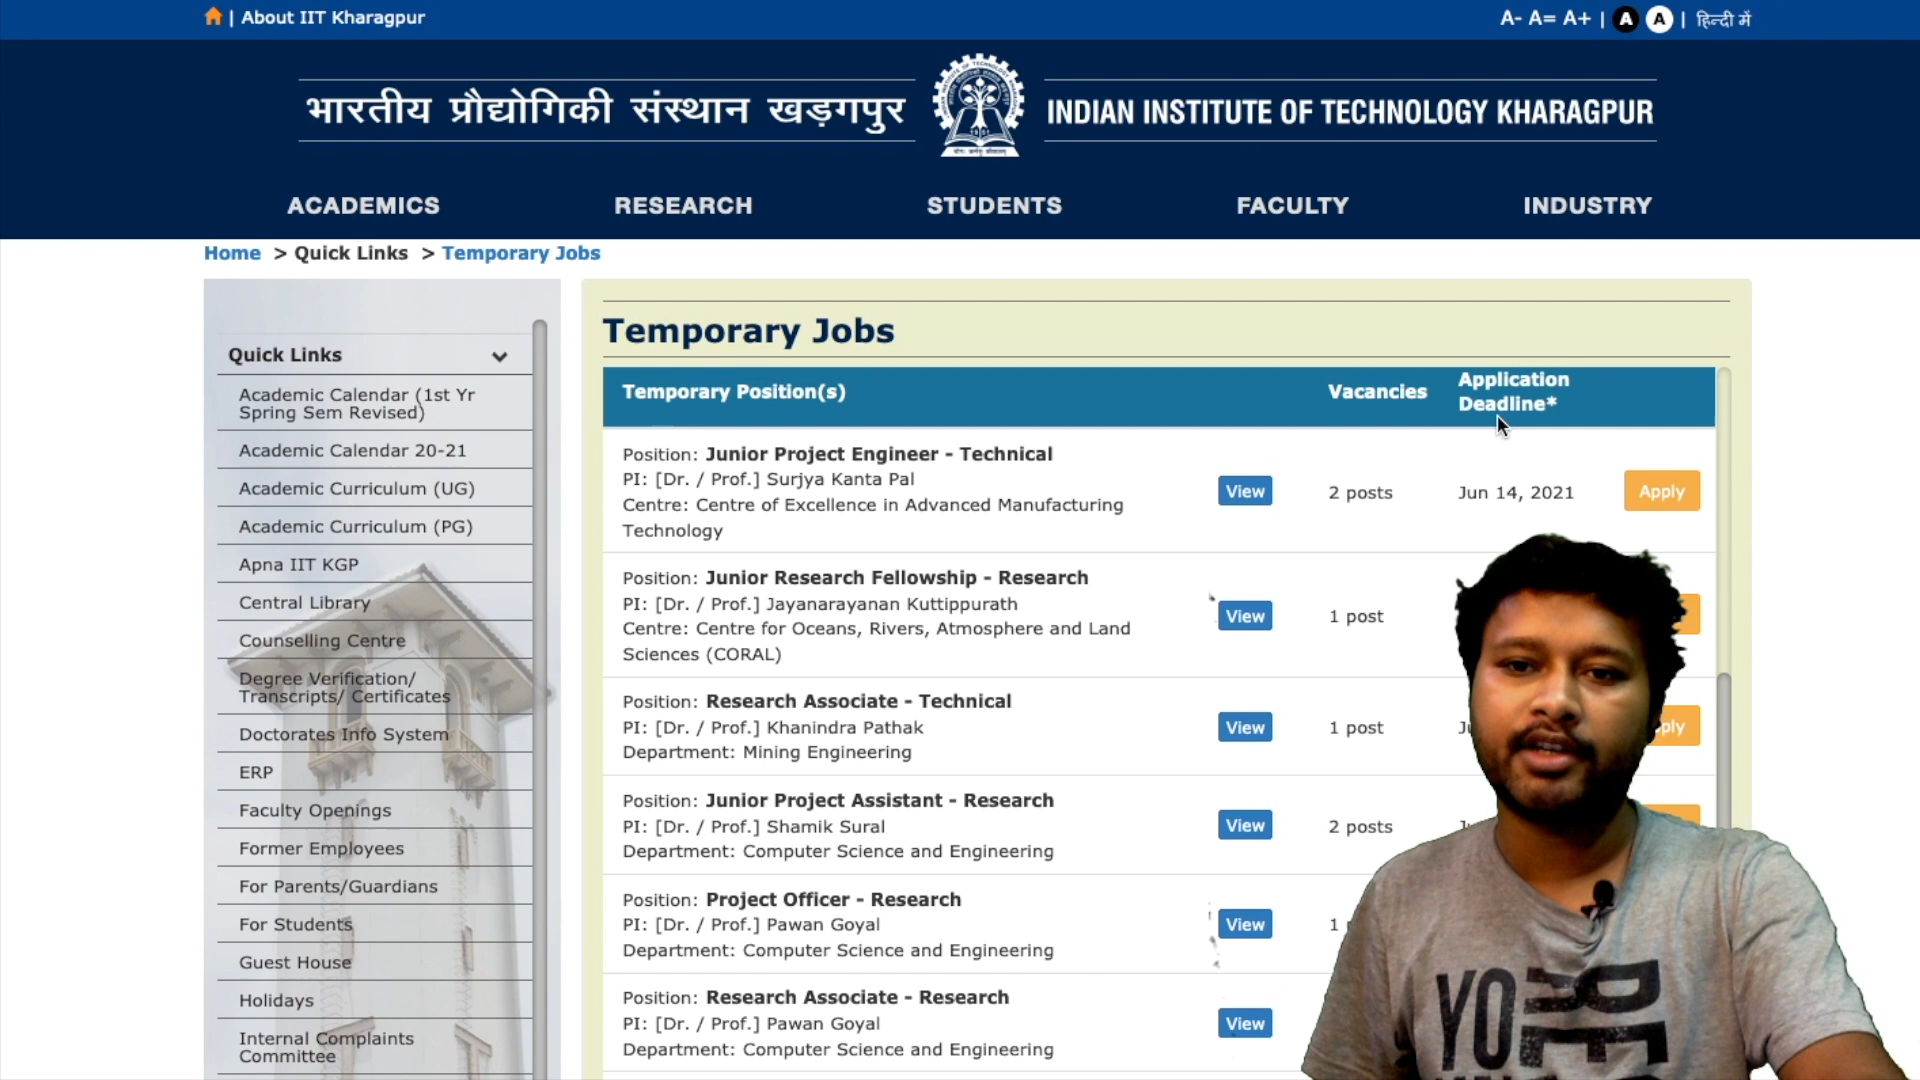 | About IIT Kharagpur
A- A= A+ | A A | हिन्दी में
भारतीय प्रौद्योगिकी संस्थान खड़गपुर
INDIAN INSTITUTE OF TECHNOLOGY KHARAGPUR
ACADEMICS RESEARCH STUDENTS FACULTY INDUSTRY
Home > Quick Links > Temporary Jobs
Quick Links
Academic Calendar (1st Yr
Spring Sem Revised)
Academic Calendar 20-21
Academic Curriculum (UG)
Academic Curriculum (PG)
Apna IIT KGP
Central Library
Counselling Centre
Degree Verification/
Transcripts/ Certificates
Doctorates Info System
ERP
Faculty Openings
Former Employees
For Parents/Guardians
For Students
Guest House
Holidays
Internal Complaints
Committee
Temporary Jobs
Temporary Position(s) Vacancies Application
Deadline*
Position: Junior Project Engineer - Technical
PI: [Dr. / Prof.] Surjya Kanta Pal
Centre: Centre of Excellence in Advanced Manufacturing
Technology
View 2 posts Jun 14, 2021 Apply
Position: Junior Research Fellowship - Research
PI: [Dr. / Prof.] Jayanarayanan Kuttippurath
Centre: Centre for Oceans, Rivers, Atmosphere and Land
Sciences (CORAL)
View 1 post
Position: Research Associate - Technical
PI: [Dr. / Prof.] Khanindra Pathak
Department: Mining Engineering
View 1 post
Position: Junior Project Assistant - Research
PI: [Dr. / Prof.] Shamik Sural
Department: Computer Science and Engineering
View 2 posts
Position: Project Officer - Research
PI: [Dr. / Prof.] Pawan Goyal
Department: Computer Science and Engineering
View 1
Position: Research Associate - Research
PI: [Dr. / Prof.] Pawan Goyal
Department: Computer Science and Engineering
View
YO